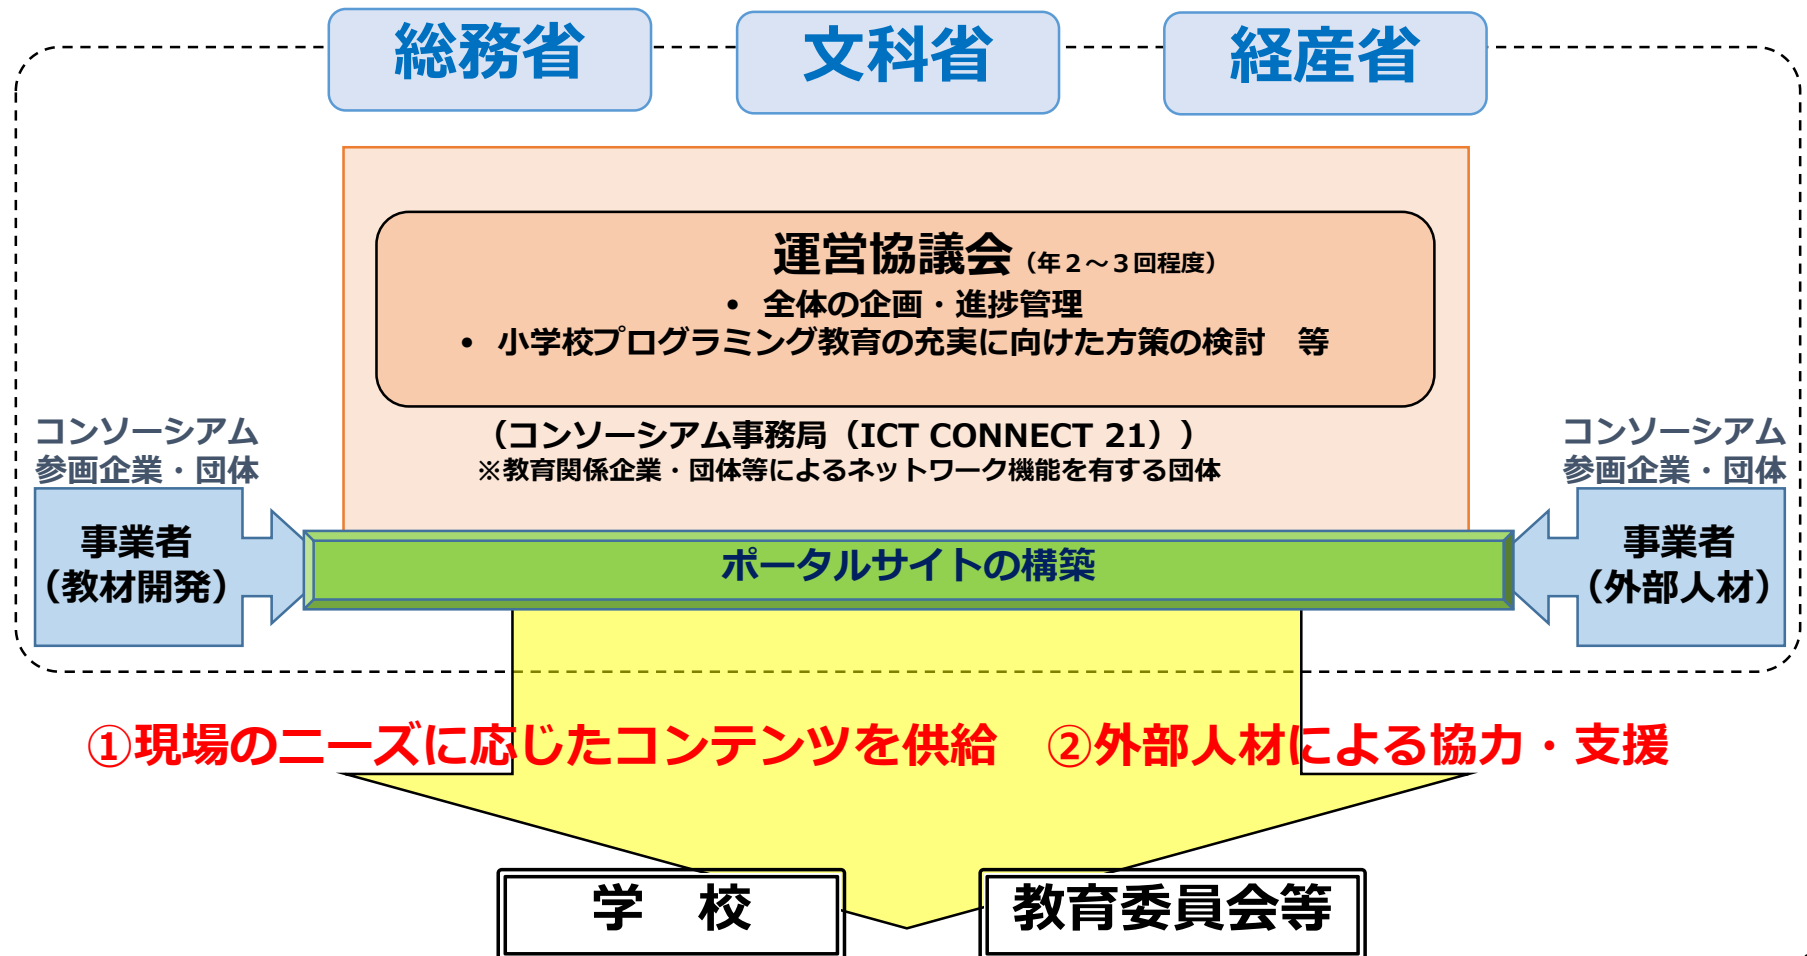 総務省
文科省
経産省
運営協議会（年２～３回程度）
• 全体の企画・進捗管理
• 小学校プログラミング教育の充実に向けた方策の検討　等
（コンソーシアム事務局（ICT CONNECT 21））
※教育関係企業・団体等によるネットワーク機能を有する団体
コンソーシアム
参画企業・団体
事業者
（教材開発）
コンソーシアム
参画企業・団体
事業者
（外部人材）
ポータルサイトの構築
①現場のニーズに応じたコンテンツを供給　②外部人材による協力・支援
学　校
教育委員会等